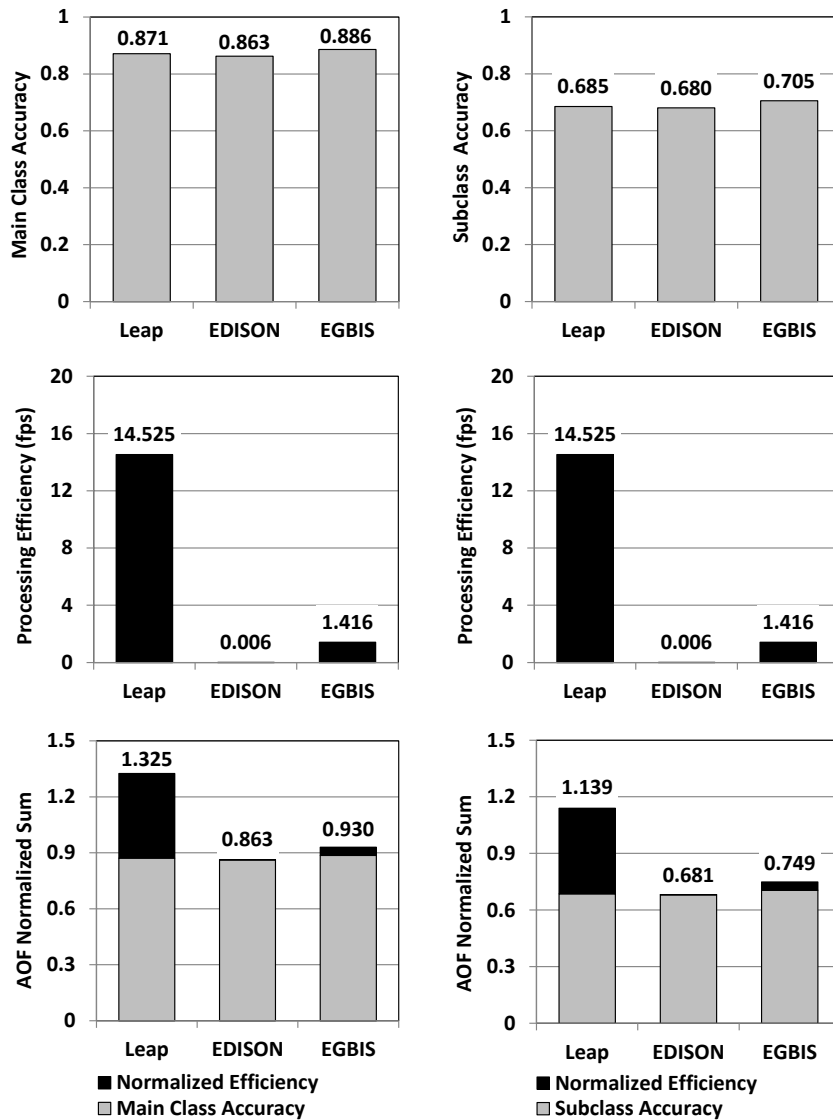 Main Class Accuracy
1
0.8
0.6
0.4
0.2
0
0.871
0.863
0.886
Leap
EDISON
EGBIS
Subclass Accuracy
1
0.8
0.6
0.4
0.2
0
0.685
0.680
0.705
Leap
EDISON
EGBIS
Processing Efficiency (fps)
20
16
12
8
4
0
14.525
0.006
1.416
Leap
EDISON
EGBIS
Processing Efficiency (fps)
20
16
12
8
4
0
14.525
0.006
1.416
Leap
EDISON
EGBIS
AOF Normalized Sum
1.5
1.2
0.9
0.6
0.3
0
1.325
0.863
0.930
Leap
EDISON
EGBIS
Normalized Efficiency
Main Class Accuracy
AOF Normalized Sum
1.5
1.2
0.9
0.6
0.3
0
1.139
0.681
0.749
Leap
EDISON
EGBIS
Normalized Efficiency
Subclass Accuracy